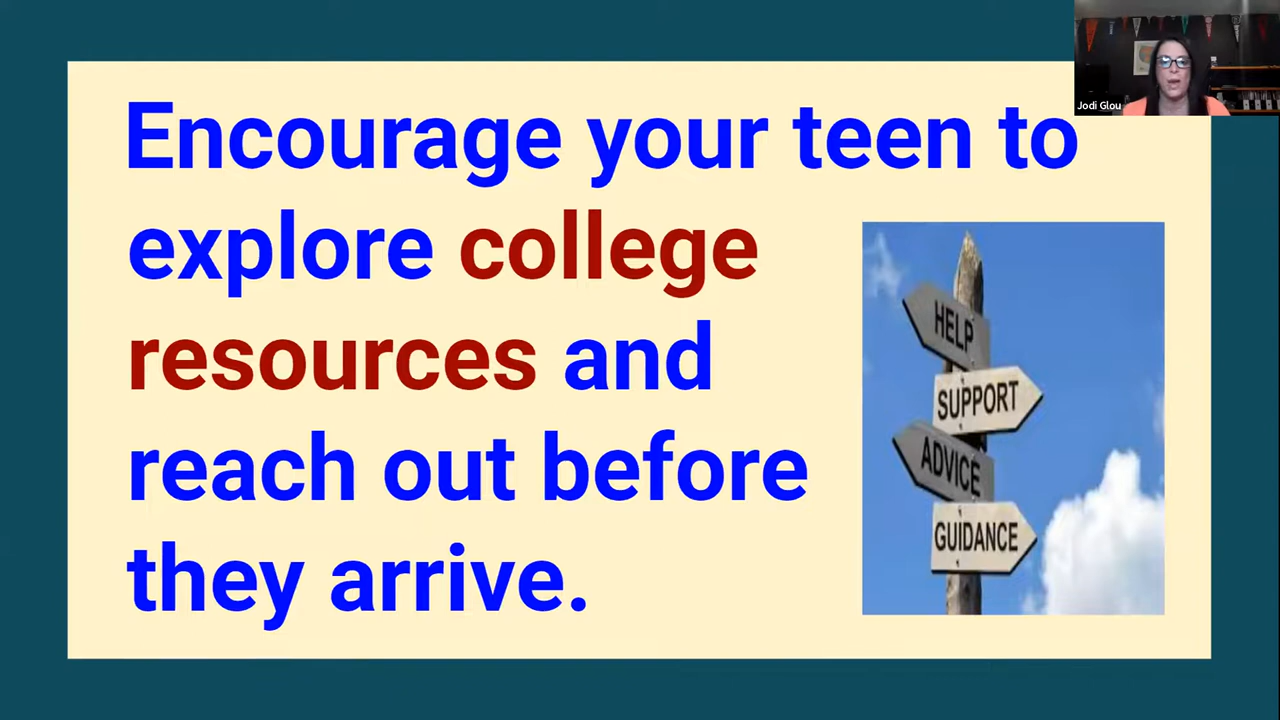 Encourage your teen to
explore college
resources and
reach out before
they arrive.
HELP
SUPPORT
ADVICE
GUIDANCE
Jodi Glou